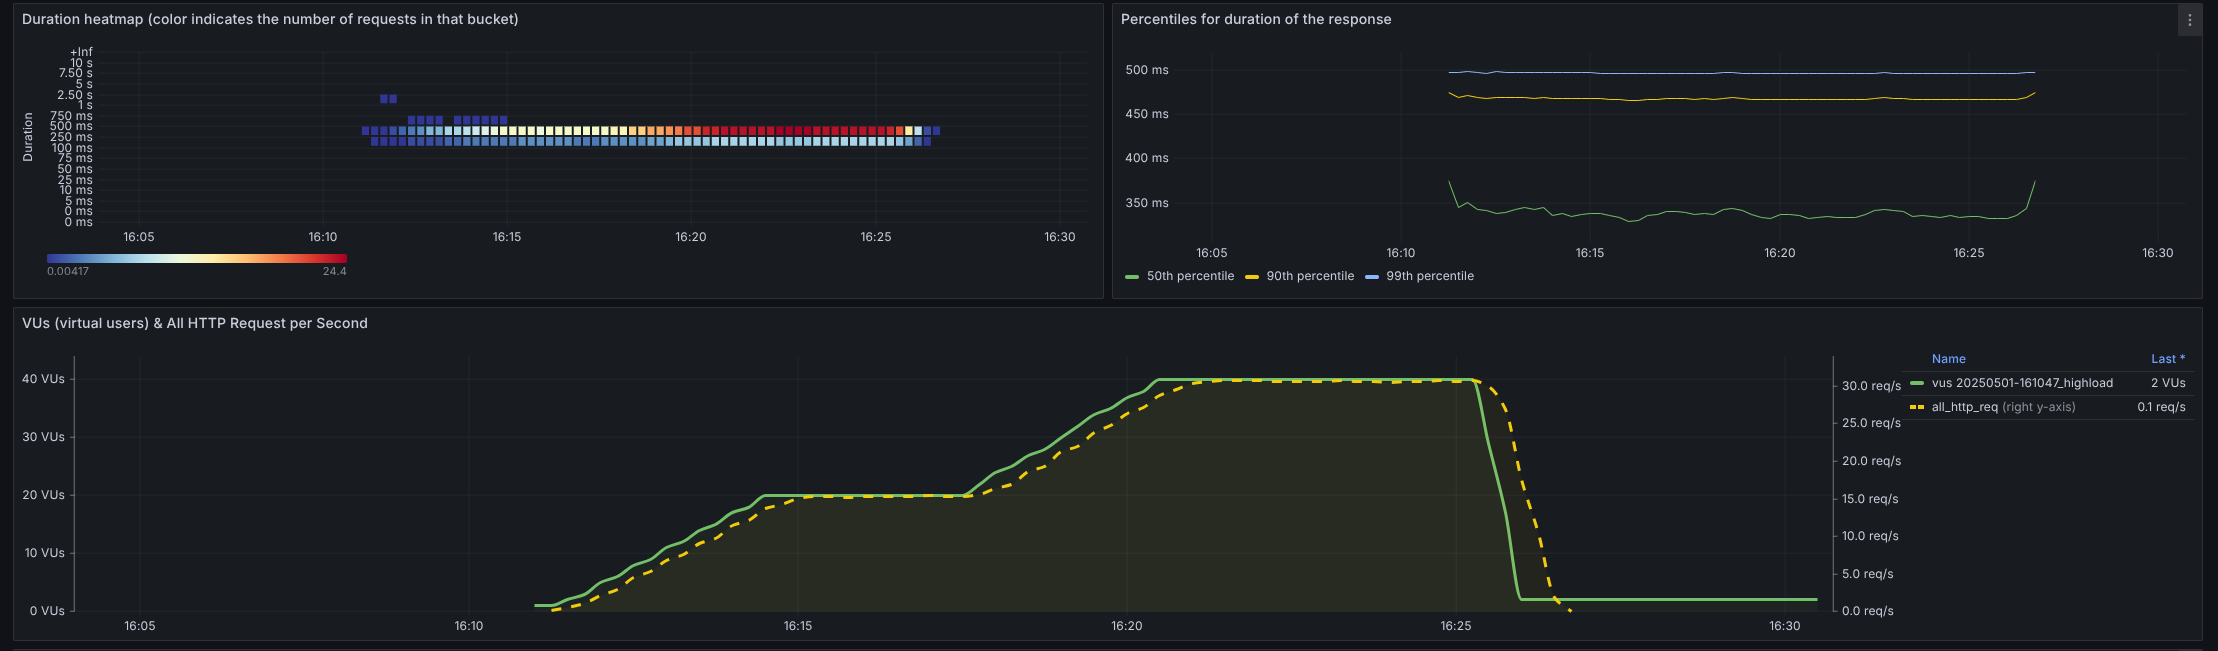 Duration heatmap (color indicates the number of requests in that bucket)
Duration
+Inf
10 s
7.50 s
5 s
2.50 s
1 s
750 ms
500 ms
250 ms
100 ms
75 ms
50 ms
25 ms
10 ms
5 ms
0 ms
0 ms
16:05 16:10 16:15 16:20 16:25 16:30
0.00417 24.4
Percentiles for duration of the response
500 ms
450 ms
400 ms
350 ms
16:05 16:10 16:15 16:20 16:25 16:30
50th percentile 90th percentile 99th percentile
VUs (virtual users) & All HTTP Request per Second
40 VUs
30 VUs
20 VUs
10 VUs
0 VUs
16:05 16:10 16:15 16:20 16:25 16:30
30.0 req/s
25.0 req/s
20.0 req/s
15.0 req/s
10.0 req/s
5.0 req/s
0.0 req/s
Name Last *
vus 20250501-161047_highload 2 VUs
all_http_req (right y-axis) 0.1 req/s